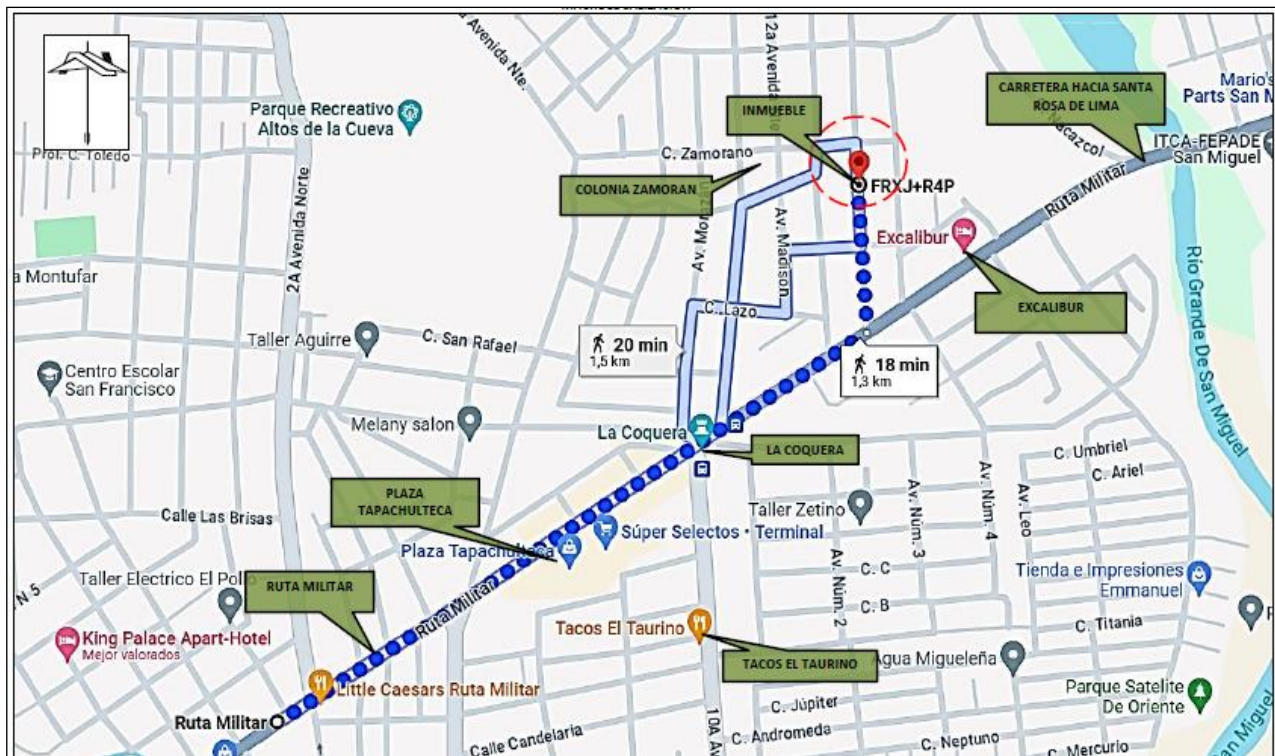 12a Avenida Nte.
Avenida Nte.
CARRETERA HACIA SANTA
ROSA DE LIMA
Mario's
Parts San M
INMUEBLE
Parque Recreativo
Altos de la Cueva
Nacazcol
ITCA-FEPADE
San Miguel
Prol. C. Toledo
C. Zamorano
COLONIA ZAMORAN
FRXJ+R4P
Ruta Militar
2A Avenida Norte
Av. Morazán
Av. Madison
Excalibur
EXCALIBUR
Río Grande De San Miguel
a Montufar
C. Lazo
Taller Aguirre
C. San Rafael
20 min
1,5 km
18 min
1,3 km
Centro Escolar
San Francisco
Melany salon
La Coquera
LA COQUERA
C. Umbriel
C. Ariel
PLAZA
TAPACHULTECA
Taller Zetino
Av. Núm. 3
Av. Núm. 4
Av. Leo
Calle Las Brisas
Súper Selectos • Terminal
Plaza Tapachulteca
C. C
Tienda e Impresiones
Emmanuel
Taller Electrico El Pollo
N 5
RUTA MILITAR
Ruta Militar
Av. Núm. 2
C. B
C. Titania
King Palace Apart-Hotel
Mejor valorados
Tacos El Taurino
TACOS EL TAURINO
Agua Migueleña
Little Caesars Ruta Militar
Parque Satelite
De Oriente
Ruta Militar
10A Av
C. Júpiter
C. Andromeda
Calle Candelaria
C. Neptuno
C. Mercurio
San Miguel